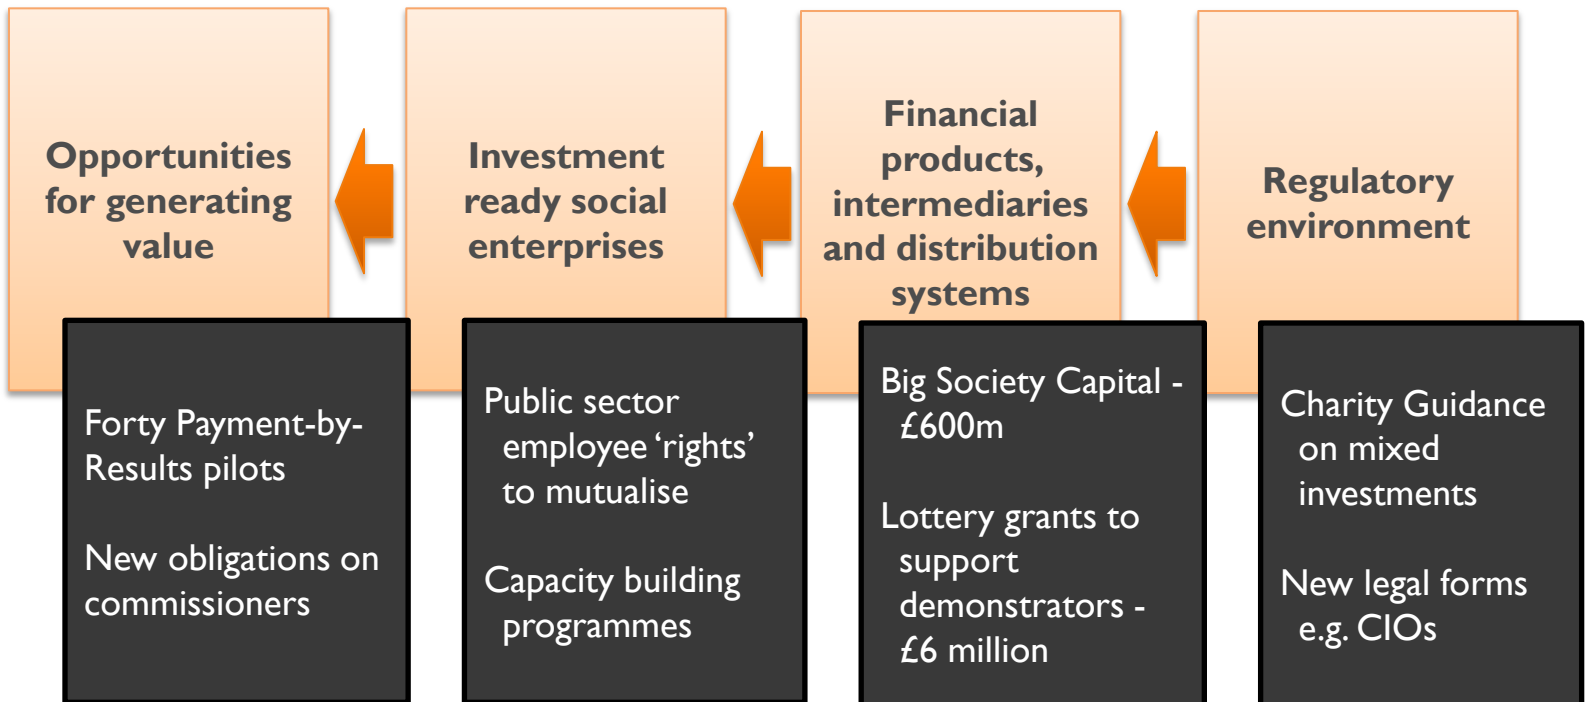 Opportunities
for generating
value
Investment
ready social
enterprises
Financial
products,
intermediaries
and distribution
systems
Regulatory
environment
Forty Payment-by-
Results pilots
New obligations on
commissioners
Public sector
employee ‘rights’
to mutualise
Capacity building
programmes
Big Society Capital -
£600m
Lottery grants to
support
demonstrators -
£6 million
Charity Guidance
on mixed
investments
New legal forms
e.g. CIOs